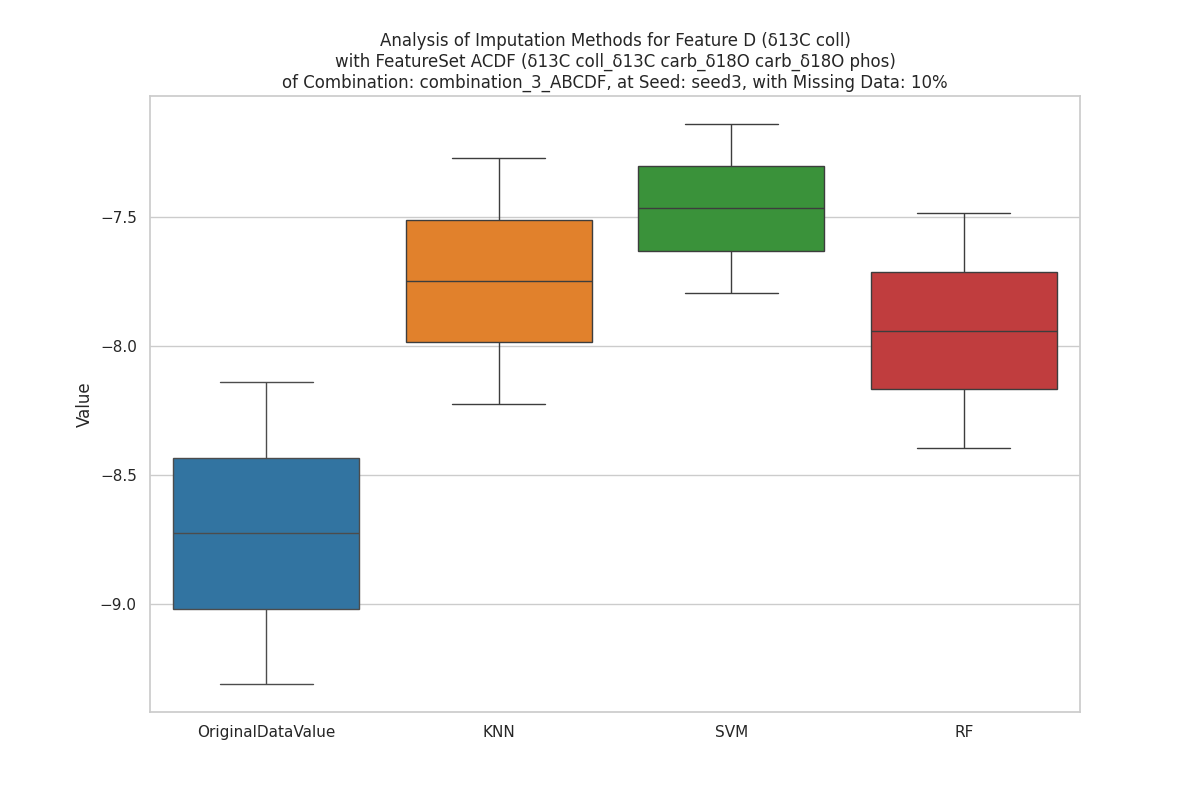 Analysis of Imputation Methods for Feature D (δ13C coll)
with FeatureSet ACDF (δ13C coll_δ13C carb_δ18O carb_δ18O phos)
of Combination: combination_3_ABCDF, at Seed: seed3, with Missing Data: 10%
−7.5
−8.0
−8.5
−9.0
Value
OriginalDataValue KNN SVM RF